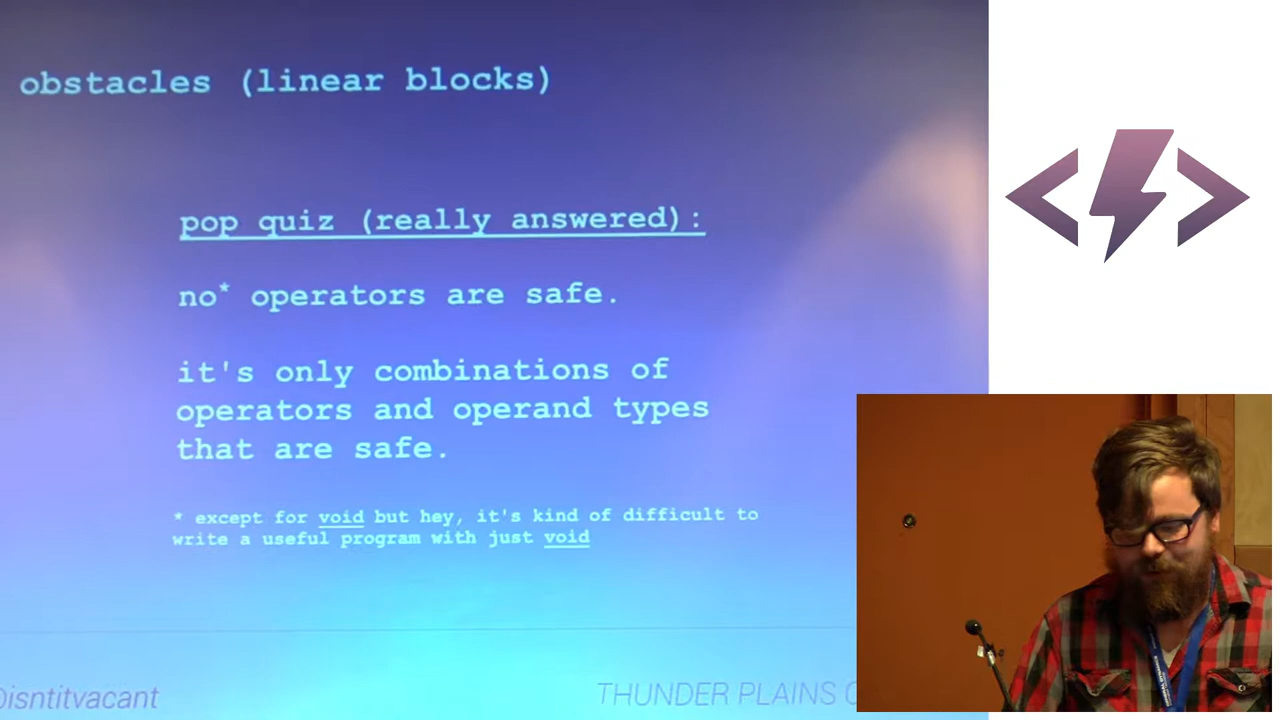 obstacles (linear blocks)
pop quiz (really answered):
no* operators are safe.
it's only combinations of
operators and operand types
that are safe.
* except for void but hey, it's kind of difficult to
write a useful program with just void
@isntitvacant
THUNDER PLAINS